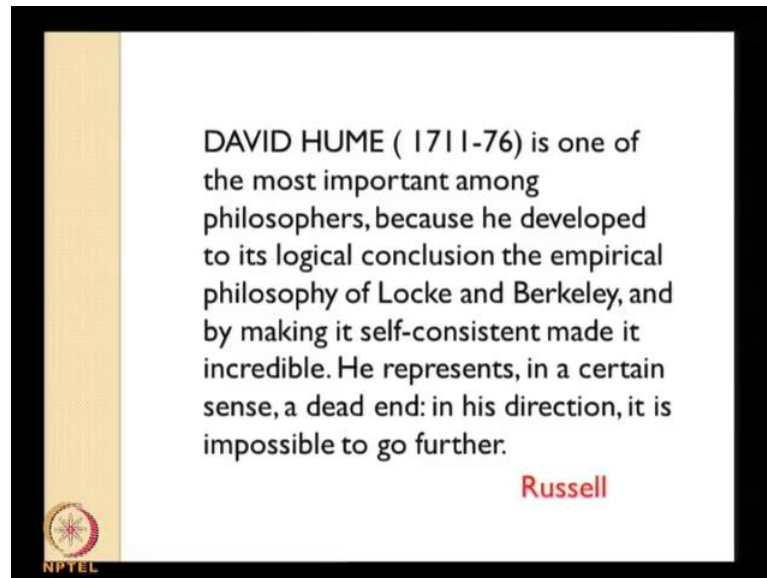 DAVID HUME ( 1711-76) is one of
the most important among
philosophers, because he developed
to its logical conclusion the empirical
philosophy of Locke and Berkeley, and
by making it self-consistent made it
incredible. He represents, in a certain
sense, a dead end: in his direction, it is
impossible to go further.
Russell
NPTEL